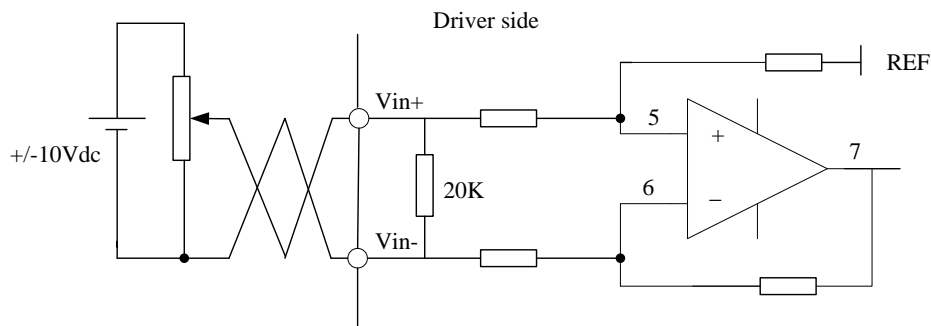 Driver side
REF
Vin+
5
+
7
+/-10Vdc
6
20K
−
Vin-